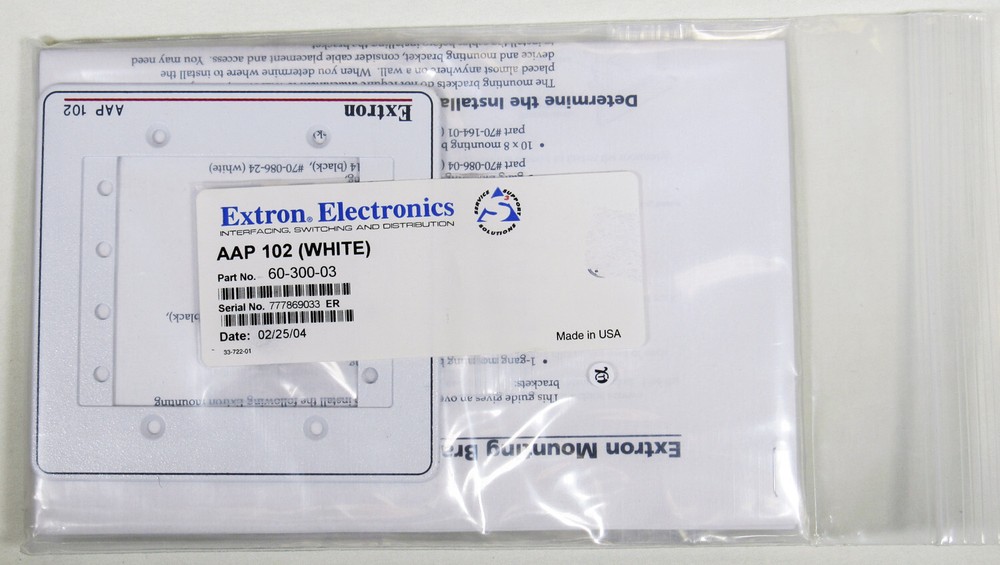 Extron Electronics
INTERFACING, SWITCHING AND DISTRIBUTION
SERVICE SUPPORT SOLUTIONS
AAP 102 (WHITE)
Part No. 60-300-03
Serial No. 777869033 ER
Date: 02/25/04
33-722-01
Made in USA
Extron
AAP 102
14 (black), #70-086-24 (white)
black),
install the following Extron mounting
Extron Mounting Bra
This guide gives an ove
brackets:
• 1-gang
part #70-086-04 (
• 10 x 8 mounting b
part #70-164-01 (
Determine the Installa
The mounting brackets do not require
placed almost anywhere on a wall. When you determine where to install the
device and mounting bracket, consider cable placement and access. You may need